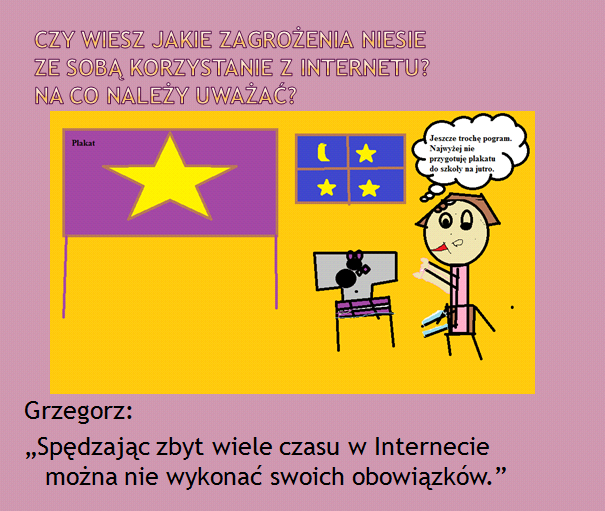 CZY WIESZ JAKIE ZAGROŻENIA NIESIE
ZE SOBĄ KORZYSTANIE Z INTERNETU?
NA CO NALEŻY UWAŻAĆ?
Plakat
Jeszcze trochę pogram.
Najwyżej nie
przygotuję plakatu
do szkoły na jutro.
Grzegorz:
„Spędzając zbyt wiele czasu w Internecie
można nie wykonać swoich obowiązków.”